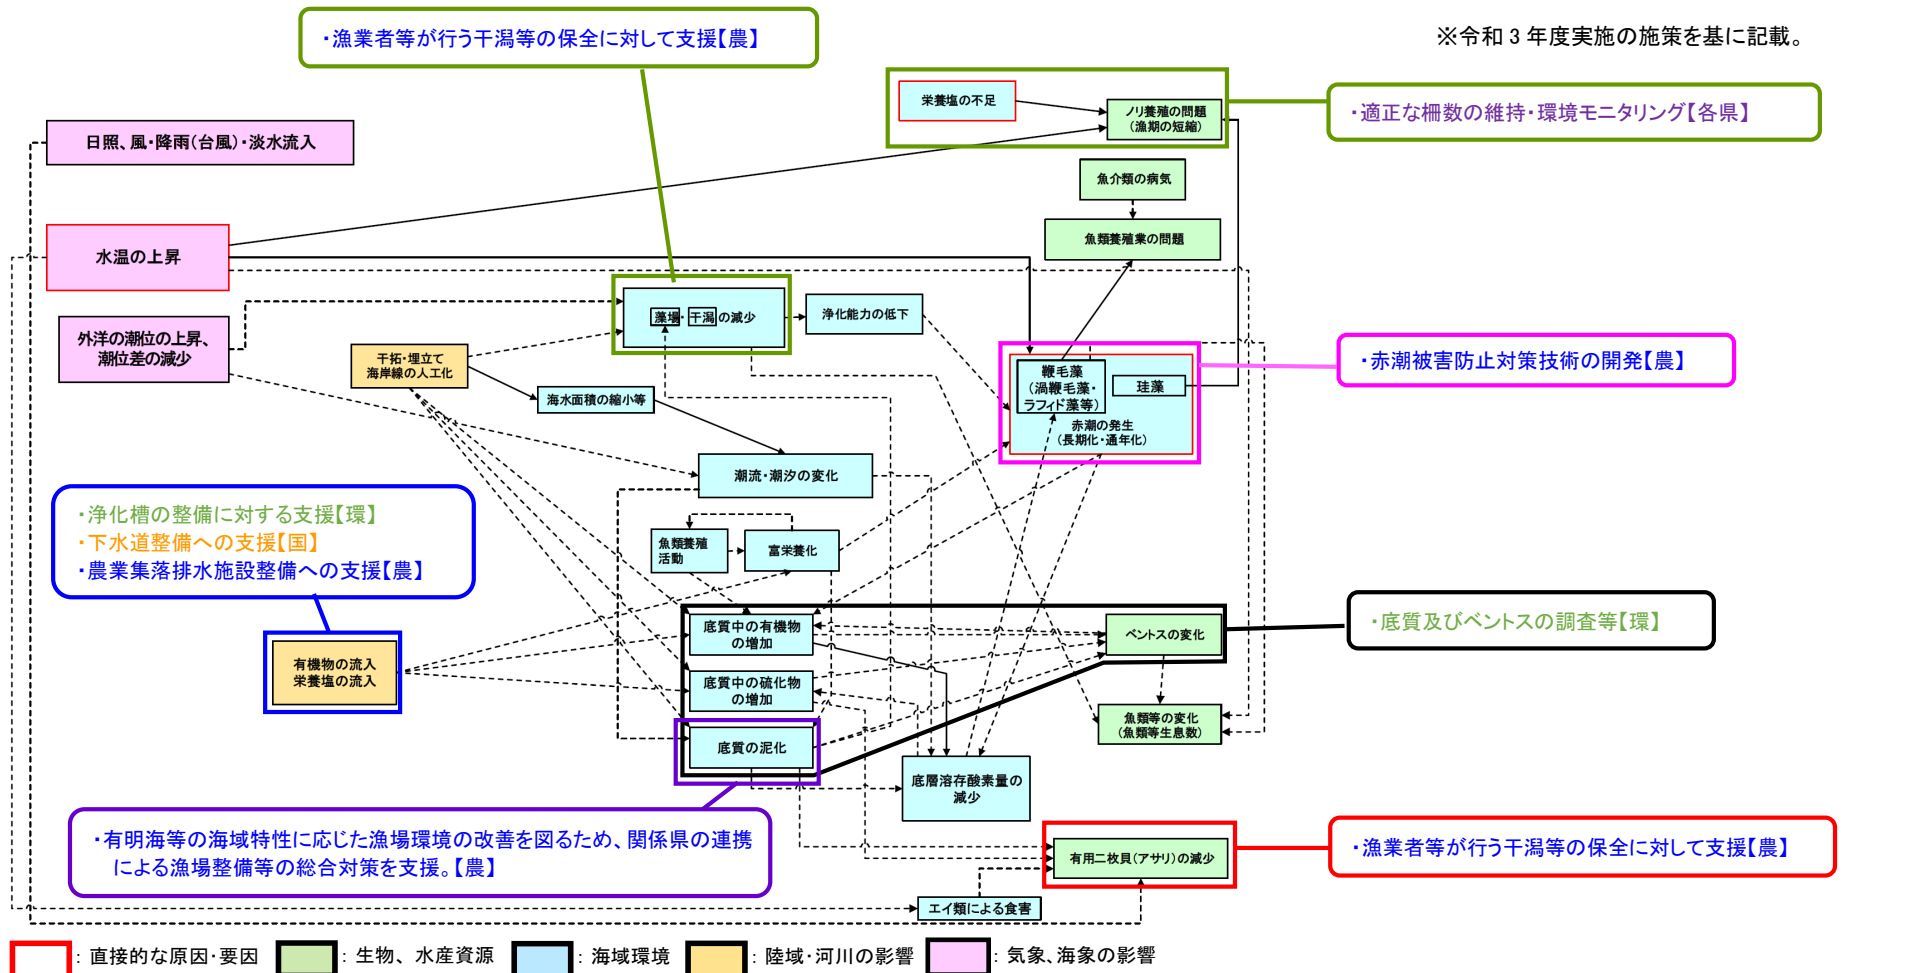 ・漁業者等が行う干潟等の保全に対して支援【農】
※令和３年度実施の施策を基に記載。
栄養塩の不足
ノリ養殖の問題
（漁期の短縮）
・適正な柵数の維持・環境モニタリング【各県】
日照、風・降雨(台風)・淡水流入
魚介類の病気
水温の上昇
魚類養殖業の問題
藻場・干潟の減少
浄化能力の低下
外洋の潮位の上昇、
潮位差の減少
干拓・埋立て
海岸線の人工化
海水面積の縮小等
鞭毛藻
（渦鞭毛藻・
ラフィド藻等）
珪藻
赤潮の発生
（長期化・通年化）
・赤潮被害防止対策技術の開発【農】
潮流・潮汐の変化
・浄化槽の整備に対する支援【環】
・下水道整備への支援【国】
・農業集落排水施設整備への支援【農】
魚類養殖
活動
富栄養化
底質中の有機物
の増加
ベントスの変化
・底質及びベントスの調査等【環】
有機物の流入
栄養塩の流入
底質中の硫化物
の増加
魚類等の変化
（魚類等生息数）
底質の泥化
底層溶存酸素量の
減少
・有明海等の海域特性に応じた漁場環境の改善を図るため、関係県の連携
による漁場整備等の総合対策を支援。【農】
有用二枚貝(アサリ)の減少
・漁業者等が行う干潟等の保全に対して支援【農】
エイ類による食害
：直接的な原因・要因
：生物、水産資源
：海域環境
：陸域・河川の影響
：気象、海象の影響